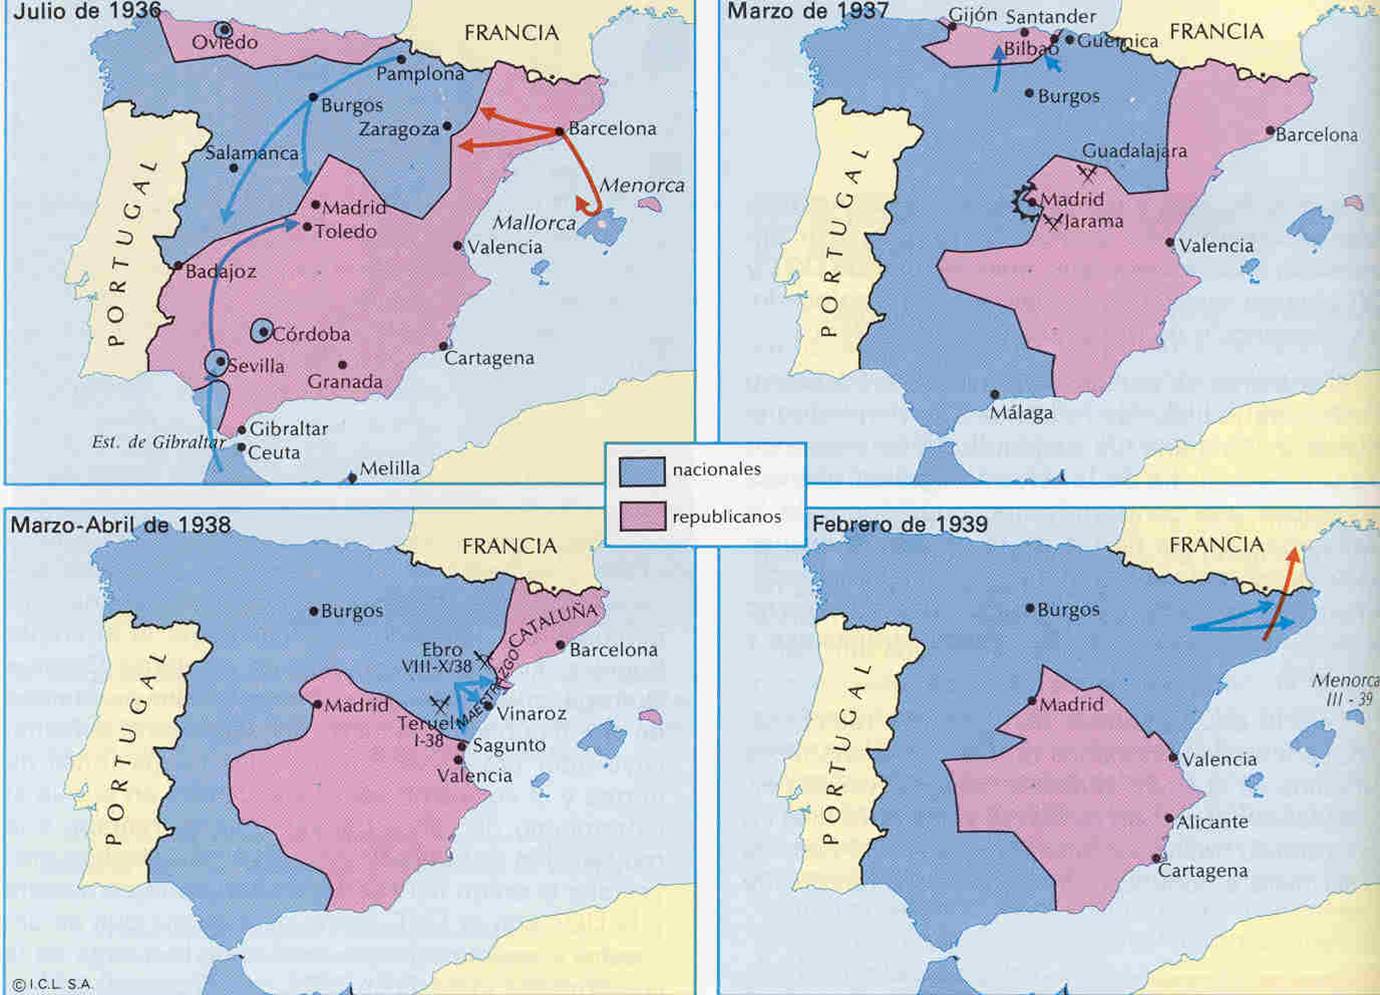 Julio de 1936
FRANCIA
Oviedo
Pamplona
Burgos
Zaragoza
Barcelona
Salamanca
Menorca
Madrid
Mallorca
Toledo
Valencia
PORTUGAL
Badajoz
Córdoba
Sevilla
Cartagena
Granada
Gibraltar
Est. de Gibraltar
Ceuta
Melilla
Marzo de 1937
Gijón
Santander
FRANCIA
Bilbao
Guernica
Burgos
Barcelona
Guadalajara
PORTUGAL
Madrid
Jarama
Valencia
Málaga
nacionales
republicanos
Marzo-Abril de 1938
FRANCIA
Burgos
CATALUÑA
Ebro
VIII-X/38
Barcelona
MAESTRAZGO
PORTUGAL
Madrid
Teruel
I-38
Vinaroz
Sagunto
Valencia
© I.C.L. S.A.
Febrero de 1939
FRANCIA
Burgos
Menorca
III - 39
PORTUGAL
Madrid
Valencia
Alicante
Cartagena